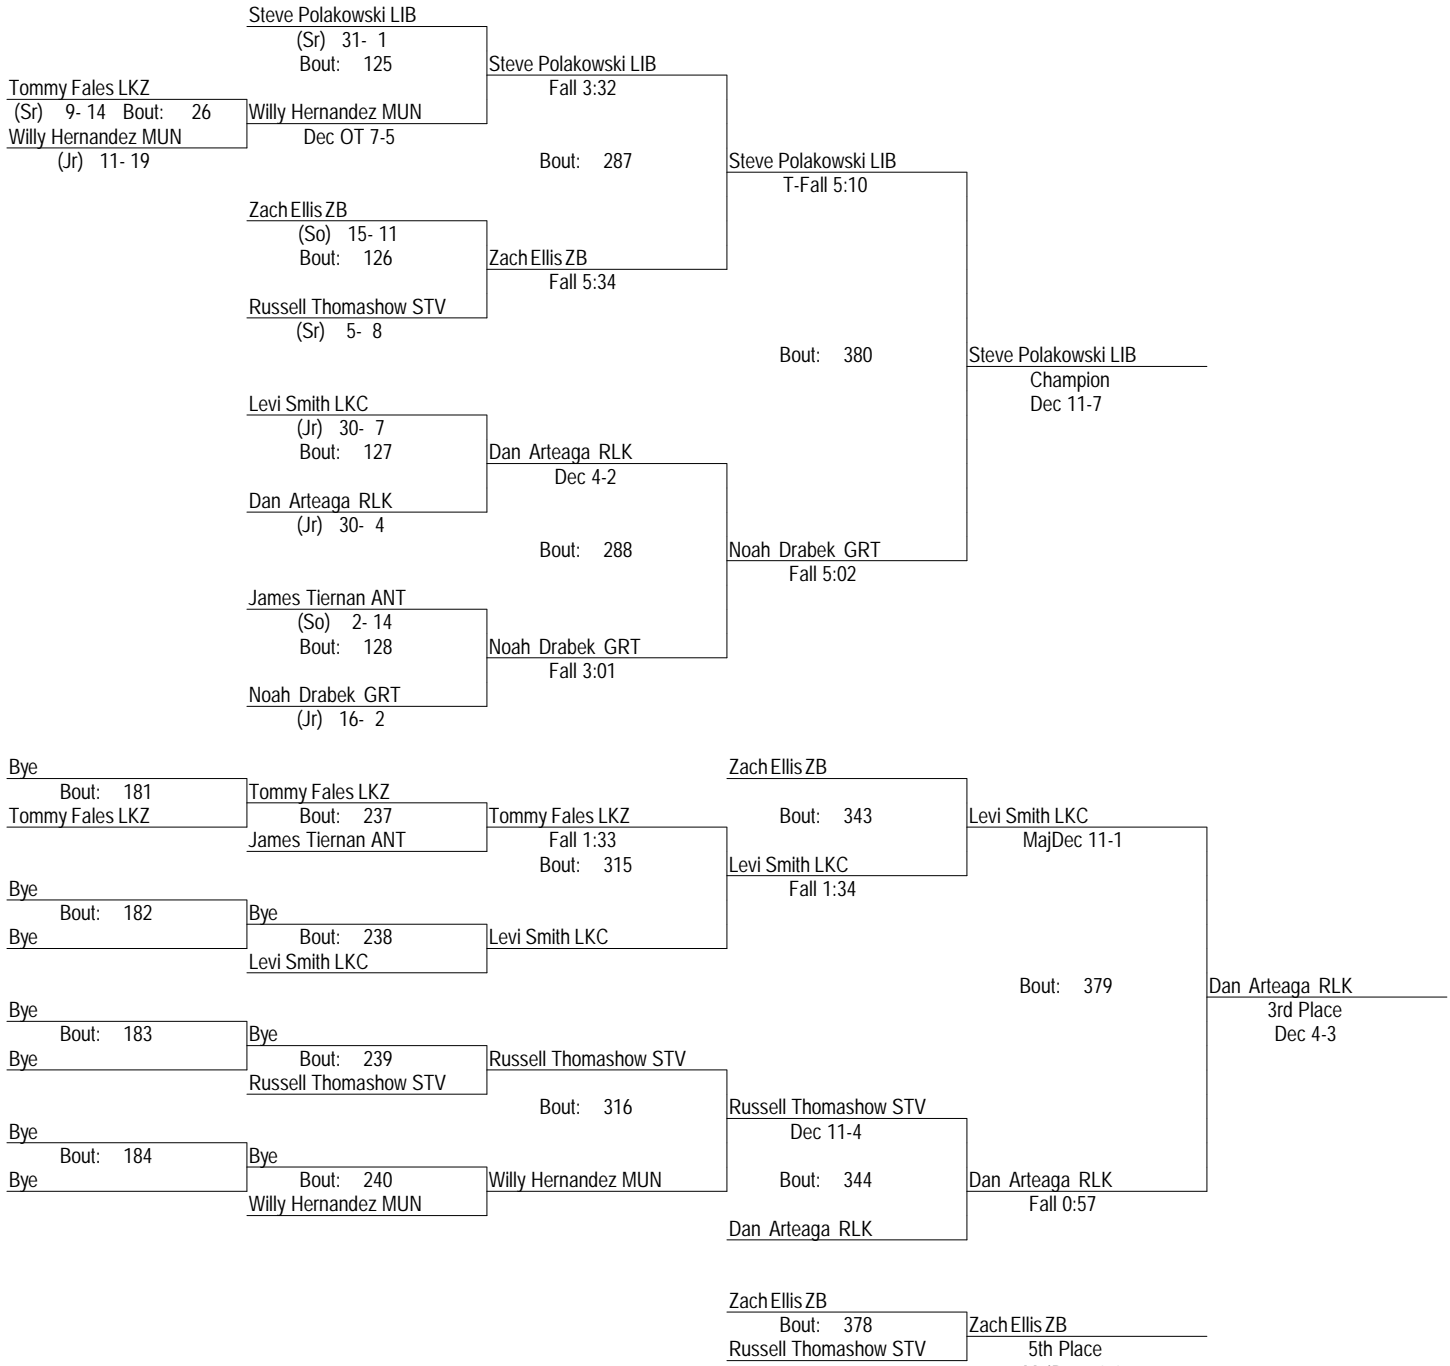 Steve Polakowski LIB
(Sr) 31- 1
Bout: 125
Steve Polakowski LIB
Fall 3:32
Tommy Fales LKZ
(Sr) 9- 14 Bout: 26
Willy Hernandez MUN
(Jr) 11- 19
Willy Hernandez MUN
Dec OT 7-5
Bout: 287
Steve Polakowski LIB
T-Fall 5:10
Zach Ellis ZB
(So) 15- 11
Bout: 126
Zach Ellis ZB
Fall 5:34
Russell Thomashow STV
(Sr) 5- 8
Bout: 380
Steve Polakowski LIB
Champion
Dec 11-7
Levi Smith LKC
(Jr) 30- 7
Bout: 127
Dan Arteaga RLK
Dec 4-2
Dan Arteaga RLK
(Jr) 30- 4
Bout: 288
Noah Drabek GRT
Fall 5:02
James Tiernan ANT
(So) 2- 14
Bout: 128
Noah Drabek GRT
Fall 3:01
Noah Drabek GRT
(Jr) 16- 2
Bye
Bout: 181
Tommy Fales LKZ
Tommy Fales LKZ
Bout: 237
James Tiernan ANT
Tommy Fales LKZ
Fall 1:33
Bout: 315
Zach Ellis ZB
Bout: 343
Levi Smith LKC
Fall 1:34
Levi Smith LKC
MajDec 11-1
Bye
Bout: 182
Bye
Bye
Bout: 238
Levi Smith LKC
Levi Smith LKC
Bout: 379
Dan Arteaga RLK
3rd Place
Dec 4-3
Bye
Bout: 183
Bye
Bye
Bout: 239
Russell Thomashow STV
Russell Thomashow STV
Bout: 316
Russell Thomashow STV
Dec 11-4
Bye
Bout: 184
Bye
Bye
Bout: 240
Willy Hernandez MUN
Willy Hernandez MUN
Bout: 344
Dan Arteaga RLK
Dan Arteaga RLK
Fall 0:57
Zach Ellis ZB
Bout: 378
Russell Thomashow STV
Zach Ellis ZB
5th Place